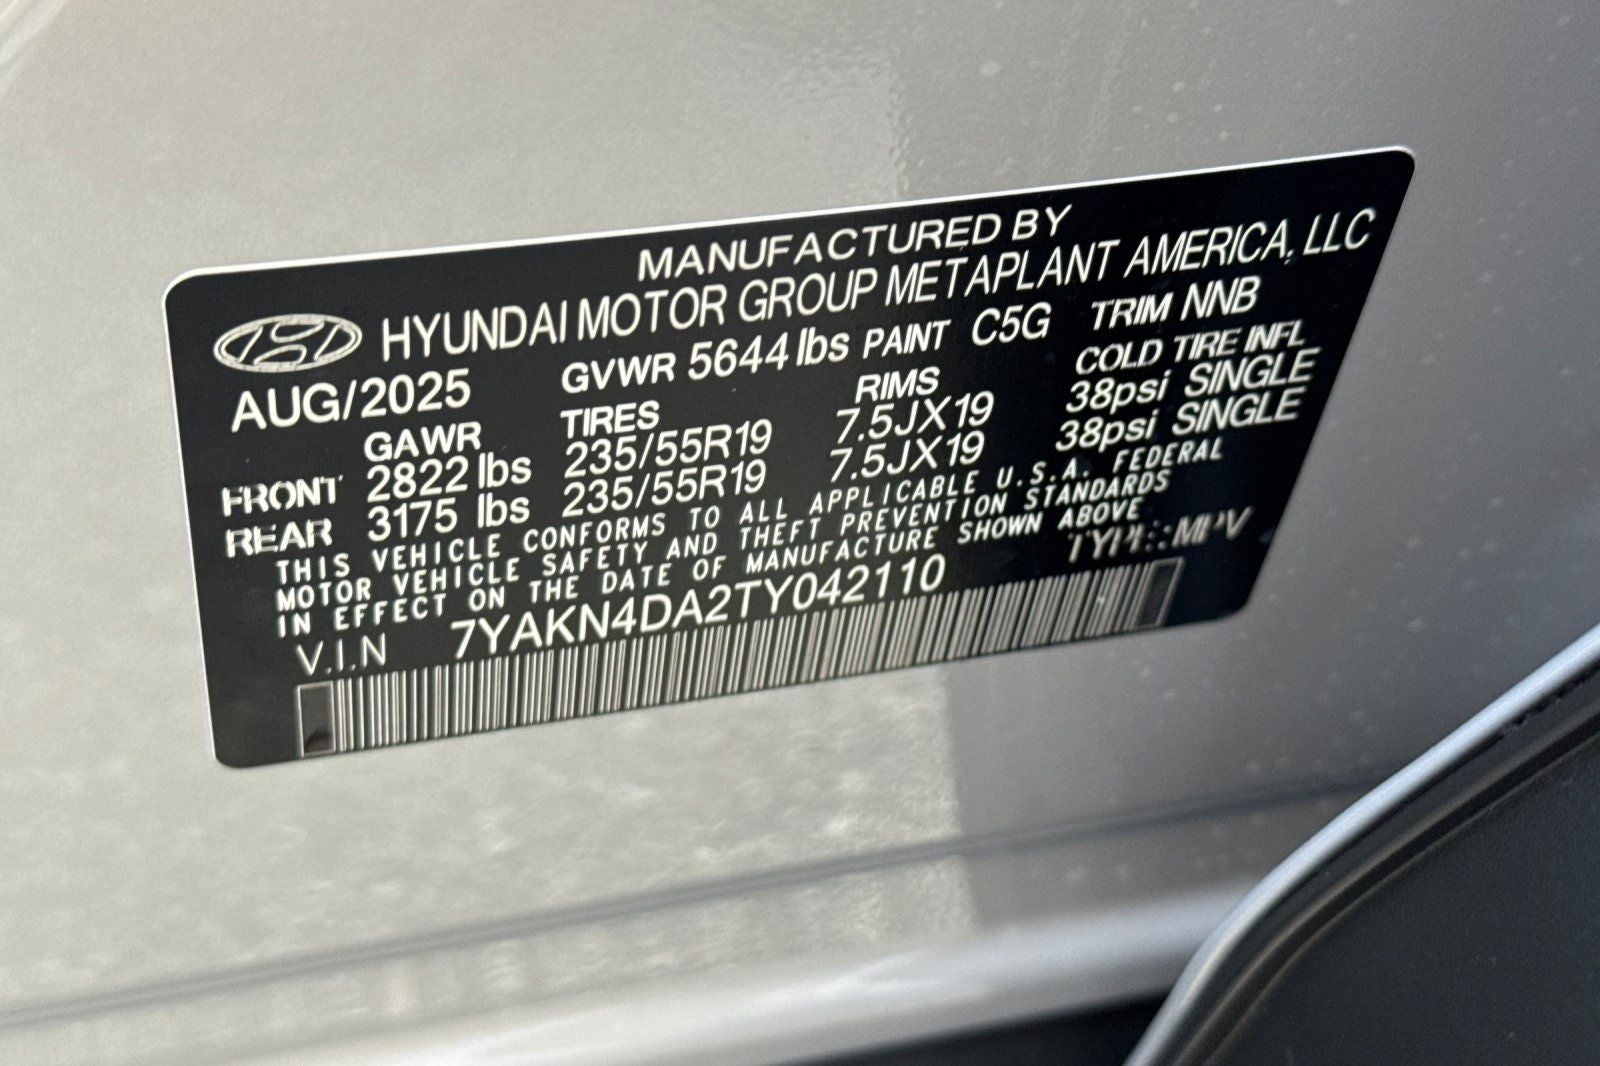 MANUFACTURED BY
HYUNDAI MOTOR GROUP METAPLANT AMERICA, LLC
AUG/2025 GVWR 5644 lbs PAINT C5G TRIM NNB
GAWR TIRES RIMS COLD TIRE INFL
FRONT 2822 lbs 235/55R19 7.5JX19 38psi SINGLE
REAR 3175 lbs 235/55R19 7.5JX19 38psi SINGLE
THIS VEHICLE CONFORMS TO ALL APPLICABLE U.S.A. FEDERAL
MOTOR VEHICLE SAFETY AND THEFT PREVENTION STANDARDS
IN EFFECT ON THE DATE OF MANUFACTURE SHOWN ABOVE
V.I.N 7YAKN4DA2TY042110 TYPE:MPV